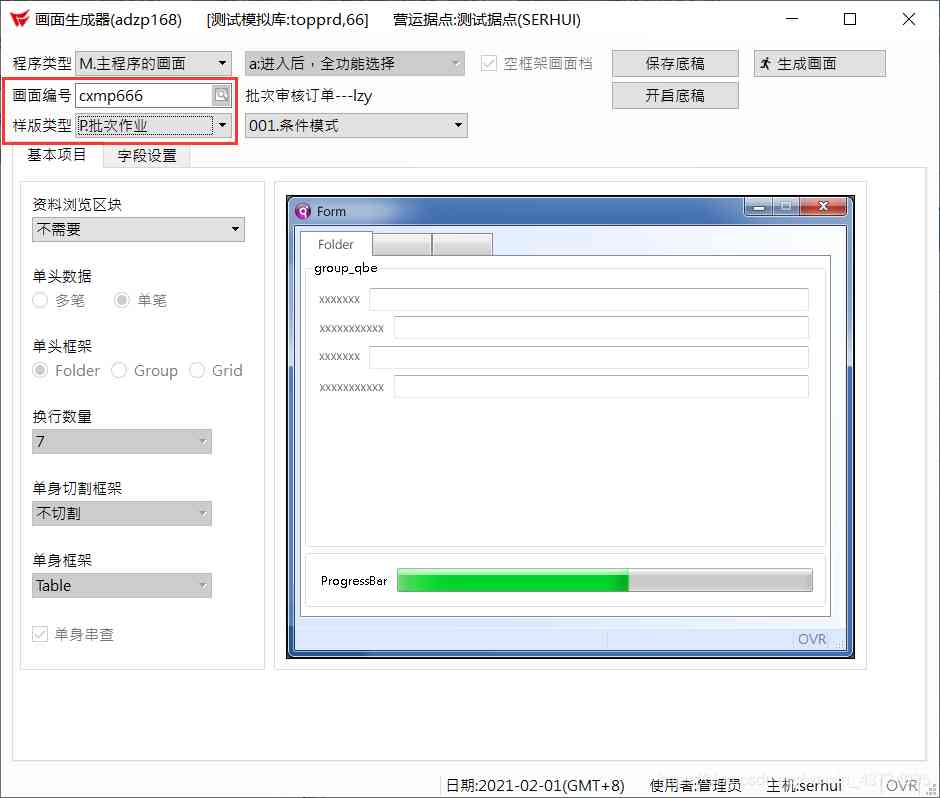 画面生成器(adzp168) [测试模拟库:topprd,66] 营运据点:测试据点(SERHUI)
程序类型 M.主程序的画面 a:进入后，全功能选择 空框架画面档 保存底稿 生成画面
画面编号 cxmp666 批次审核订单---lzy 开启底稿
样版类型 P.批次作业 001.条件模式
基本项目 字段设置
资料浏览区块
不需要
单头数据
多笔 单笔
单头框架
Folder Group Grid
换行数量
7
单身切割框架
不切割
单身框架
Table
单身串查
Form
Folder
group_qbe
xxxxxxx
xxxxxxxxxxx
xxxxxxx
xxxxxxxxxxx
ProgressBar
OVR
日期:2021-02-01(GMT+8) 使用者:管理员 主机:serhui OVR